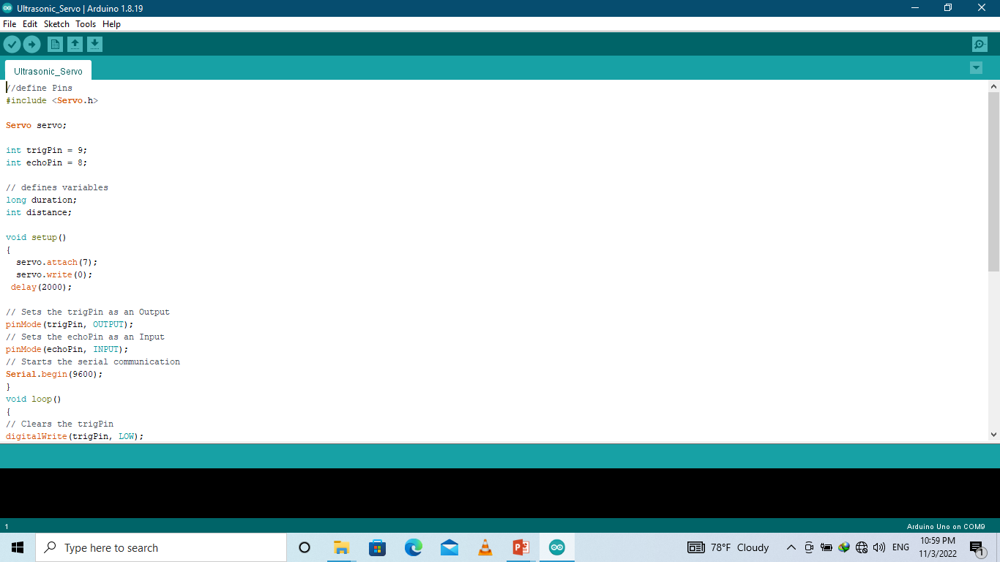 Ultrasonic_Servo | Arduino 1.8.19
File Edit Sketch Tools Help
Ultrasonic_Servo
//define Pins
#include <Servo.h>
Servo servo;
int trigPin = 9;
int echoPin = 8;
// defines variables
long duration;
int distance;
void setup()
{
servo.attach(7);
servo.write(0);
delay(2000);
// Sets the trigPin as an Output
pinMode(trigPin, OUTPUT);
// Sets the echoPin as an Input
pinMode(echoPin, INPUT);
// Starts the serial communication
Serial.begin(9600);
}
void loop()
{
// Clears the trigPin
digitalWrite(trigPin, LOW);
1
Arduino Uno on COM9
Type here to search
78°F Cloudy
ENG
10:59 PM
11/3/2022
1